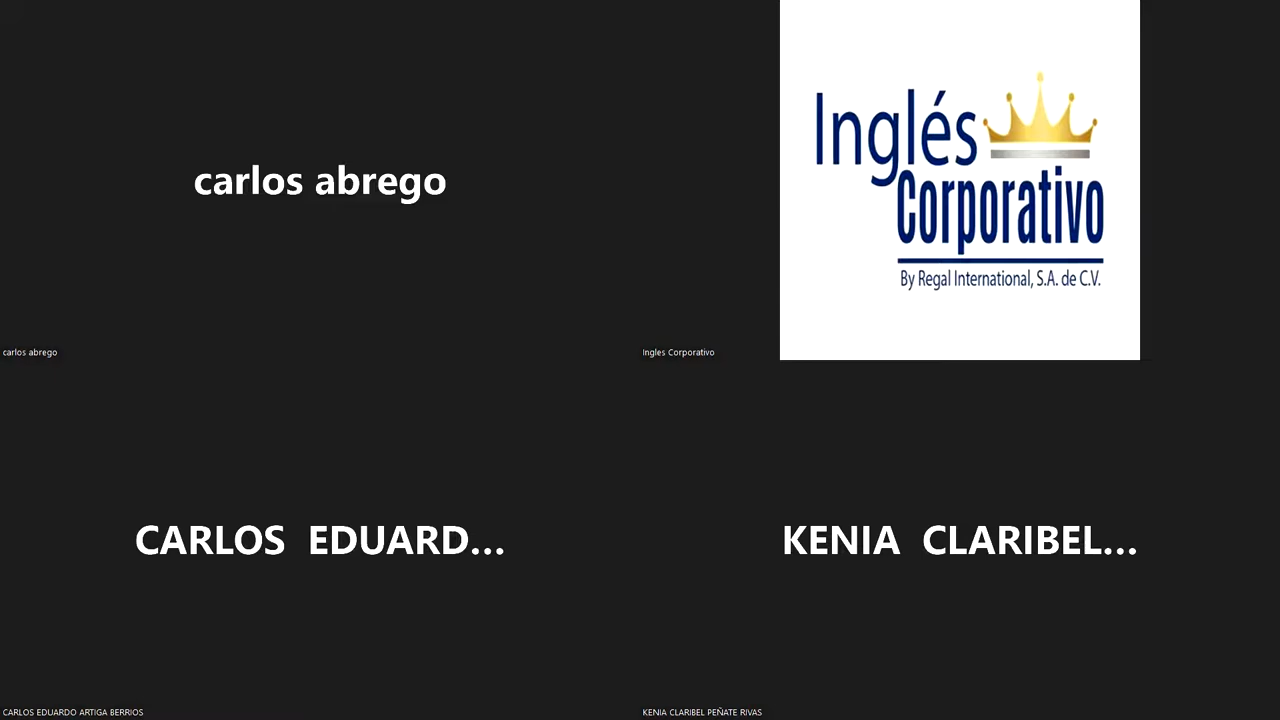 carlos abrego
carlos abrego
Inglés
Corporativo
By Regal International, S.A. de C.V.
Ingles Corporativo
CARLOS EDUARD...
CARLOS EDUARDO ARTIGA BERRIOS
KENIA CLARIBEL...
KENIA CLARIBEL PEÑATE RIVAS